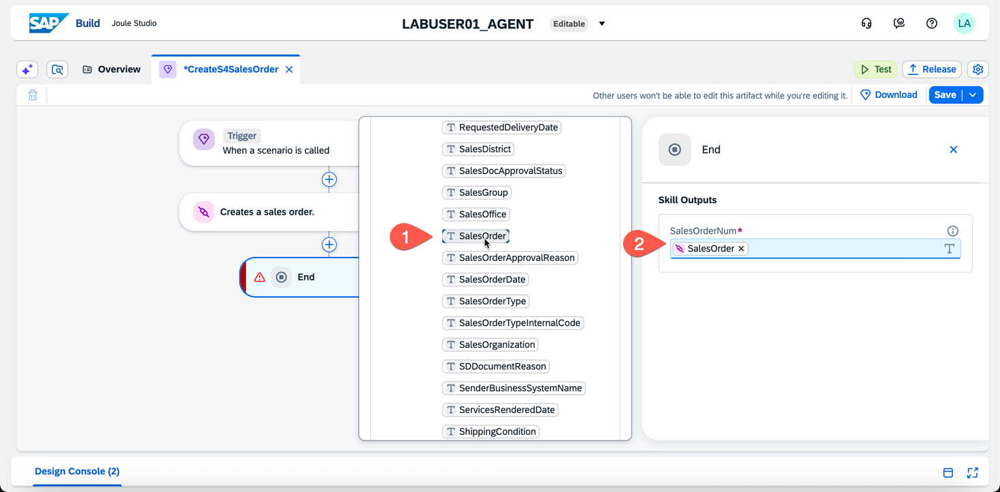 SAP Build Joule Studio LABUSER01_AGENT Editable LA
Overview *CreateS4SalesOrder Test Release
Other users won't be able to edit this artifact while you're editing it. Download Save
Trigger
When a scenario is called
Creates a sales order.
End
RequestedDeliveryDate
SalesDistrict
SalesDocApprovalStatus
SalesGroup
SalesOffice
1
SalesOrder
SalesOrderApprovalReason
SalesOrderDate
SalesOrderType
SalesOrderTypeInternalCode
SalesOrganization
SDDocumentReason
SenderBusinessSystemName
ServicesRenderedDate
ShippingCondition
End
Skill Outputs
SalesOrderNum*
2
SalesOrder
Design Console (2)